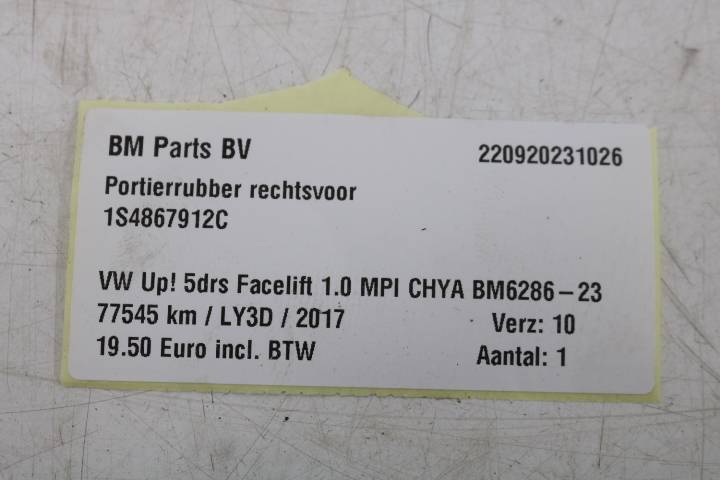 BM Parts BV 220920231026
Portierrubber rechtsvoor
1S4867912C
VW Up! 5drs Facelift 1.0 MPI CHYA BM6286-23
77545 km / LY3D / 2017 Verz: 10
19.50 Euro incl. BTW Aantal: 1